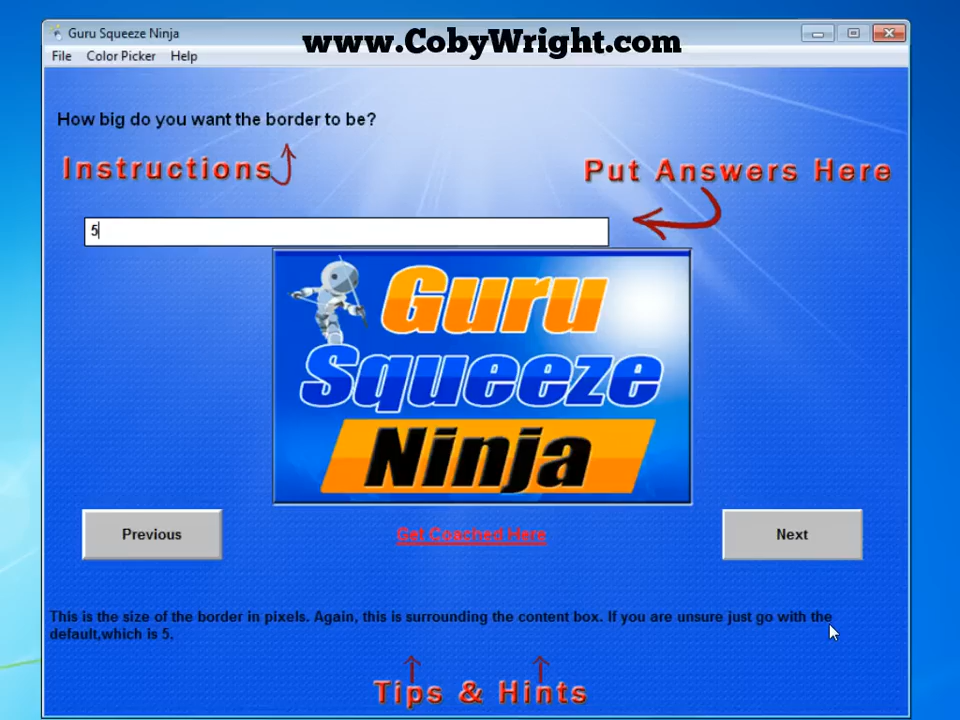 Guru Squeeze Ninja
www.CobyWright.com
File Color Picker Help
How big do you want the border to be?
Instructions
Put Answers Here
5
Guru
Squeeze
Ninja
Previous
Get Coached Here
Next
This is the size of the border in pixels. Again, this is surrounding the content box. If you are unsure just go with the
default,which is 5.
Tips & Hints